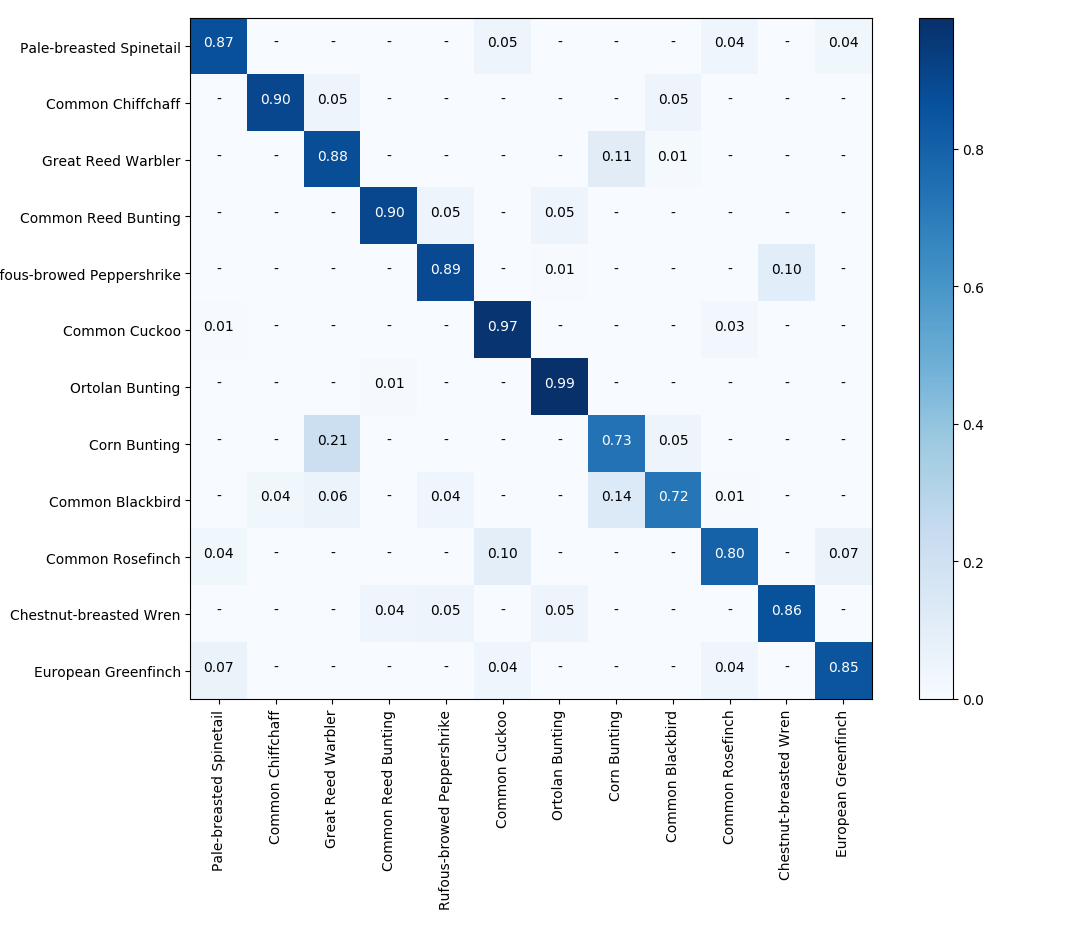 Pale-breasted Spinetail 0.87 - - - - 0.05 - - - 0.04 - 0.04
Common Chiffchaff - 0.90 0.05 - - - - - 0.05 - - -
Great Reed Warbler - - 0.88 - - - - 0.11 0.01 - - -
Common Reed Bunting - - - 0.90 0.05 - 0.05 - - - - -
fous-browed Peppershrike - - - - 0.89 - 0.01 - - - 0.10 -
Common Cuckoo 0.01 - - - - 0.97 - - - 0.03 - -
Ortolan Bunting - - - 0.01 - - 0.99 - - - - -
Corn Bunting - - 0.21 - - - - 0.73 0.05 - - -
Common Blackbird - 0.04 0.06 - 0.04 - - 0.14 0.72 0.01 - -
Common Rosefinch 0.04 - - - - 0.10 - - - 0.80 - 0.07
Chestnut-breasted Wren - - - 0.04 0.05 - 0.05 - - - 0.86 -
European Greenfinch 0.07 - - - - 0.04 - - - 0.04 - 0.85
Pale-breasted Spinetail
Common Chiffchaff
Great Reed Warbler
Common Reed Bunting
Rufous-browed Peppershrike
Common Cuckoo
Ortolan Bunting
Corn Bunting
Common Blackbird
Common Rosefinch
Chestnut-breasted Wren
European Greenfinch
0.8
0.6
0.4
0.2
0.0